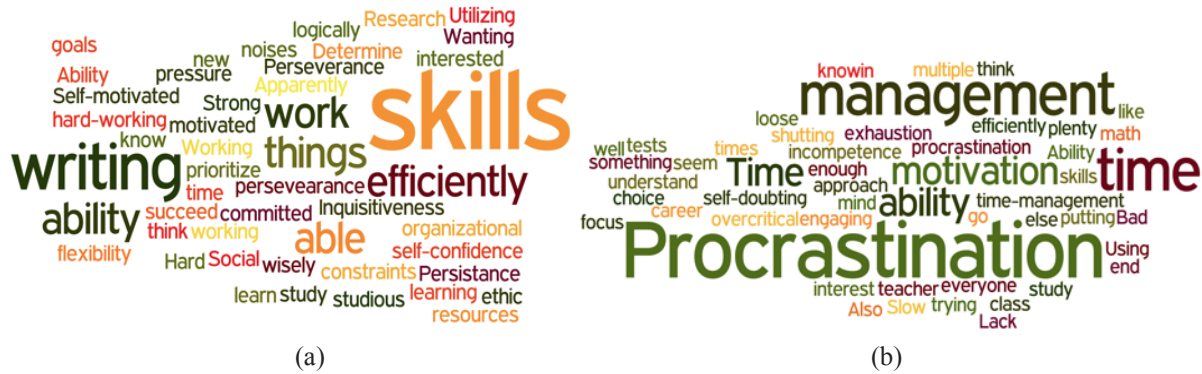 Research Utilizing
logically Wanting
goals new noises Determine interested
Ability pressure Perseverance
Apparently skills
Self-motivated Strong work
hard-working motivated
know Working things
writing prioritize efficiently
time persevearance
ability succeed committed Inquisitiveness
think working able organizational
flexibility Hard Social wisely self-confidence
constraints Persistance
learn study studious learning ethic
resources
(a)
knowin multiple think
management like
loose shutting exhaustion efficiently plenty math
well tests times incompetence procrastination Ability
something seem Time enough motivation skills time
understand approach
choice self-doubting mind ability time-management
focus career overcritical engaging go else putting Bad
Procrastination Using
end
interest teacher everyone study
Also Slow trying class
Lack
(b)